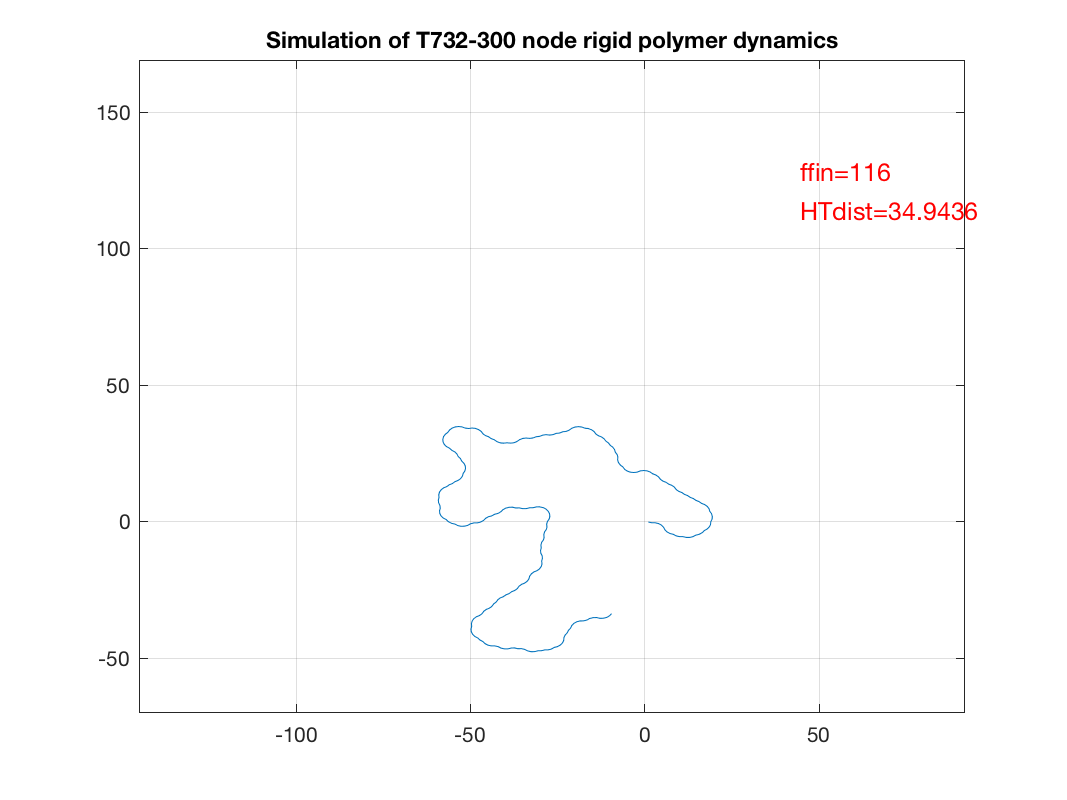 Simulation of T732-300 node rigid polymer dynamics
150
ffin=116
HTdist=34.9436
100
50
0
-50
-100 -50 0 50